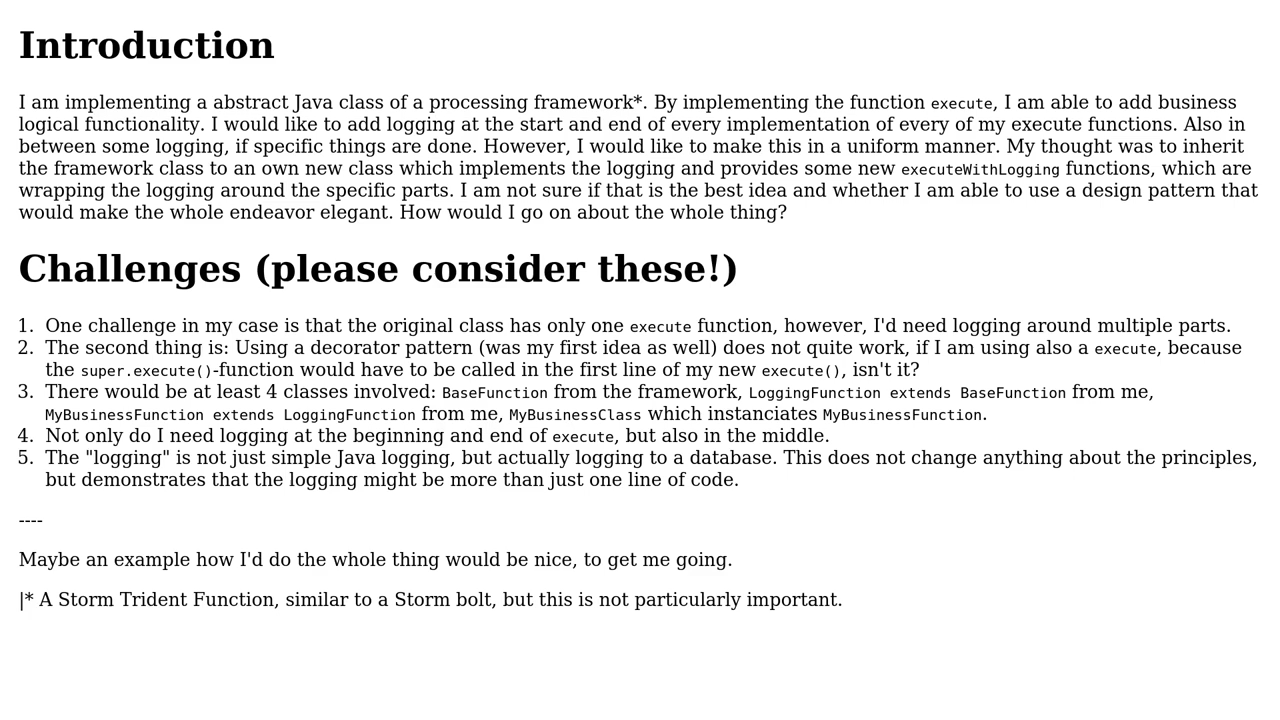 Introduction
I am implementing a abstract Java class of a processing framework*. By implementing the function execute, I am able to add business
logical functionality. I would like to add logging at the start and end of every implementation of every of my execute functions. Also in
between some logging, if specific things are done. However, I would like to make this in a uniform manner. My thought was to inherit
the framework class to an own new class which implements the logging and provides some new executeWithLogging functions, which are
wrapping the logging around the specific parts. I am not sure if that is the best idea and whether I am able to use a design pattern that
would make the whole endeavor elegant. How would I go on about the whole thing?
Challenges (please consider these!)
1. One challenge in my case is that the original class has only one execute function, however, I'd need logging around multiple parts.
2. The second thing is: Using a decorator pattern (was my first idea as well) does not quite work, if I am using also a execute, because
the super.execute()-function would have to be called in the first line of my new execute(), isn't it?
3. There would be at least 4 classes involved: BaseFunction from the framework, LoggingFunction extends BaseFunction from me,
MyBusinessFunction extends LoggingFunction from me, MyBusinessClass which instanciates MyBusinessFunction.
4. Not only do I need logging at the beginning and end of execute, but also in the middle.
5. The "logging" is not just simple Java logging, but actually logging to a database. This does not change anything about the principles,
but demonstrates that the logging might be more than just one line of code.
----
Maybe an example how I'd do the whole thing would be nice, to get me going.
|* A Storm Trident Function, similar to a Storm bolt, but this is not particularly important.